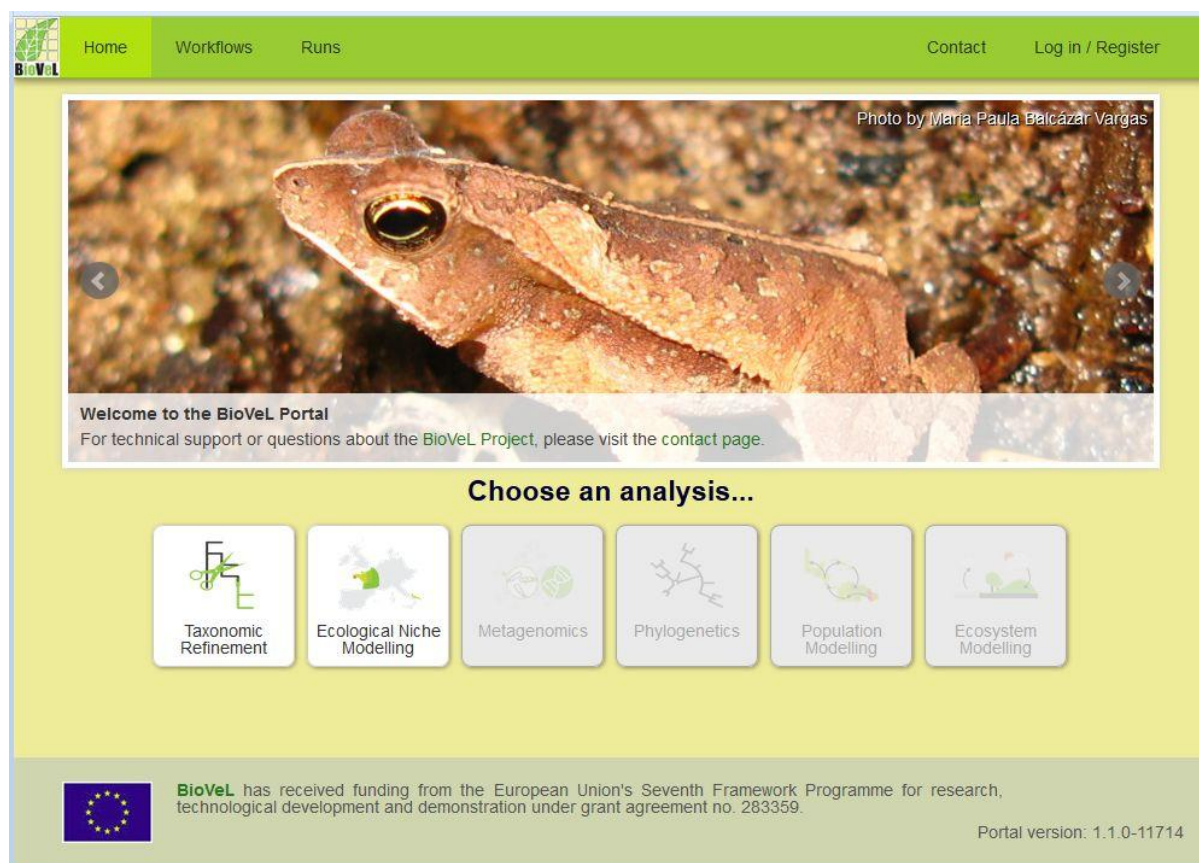 BioVeL
Home
Workflows
Runs
Contact
Log in / Register
Photo by Maria Paula Balcázar Vargas
Welcome to the BioVeL Portal
For technical support or questions about the BioVeL Project, please visit the contact page.
Choose an analysis...
Taxonomic
Refinement
Ecological Niche
Modelling
Metagenomics
Phylogenetics
Population
Modelling
Ecosystem
Modelling
BioVeL has received funding from the European Union's Seventh Framework Programme for research,
technological development and demonstration under grant agreement no. 283359.
Portal version: 1.1.0-11714